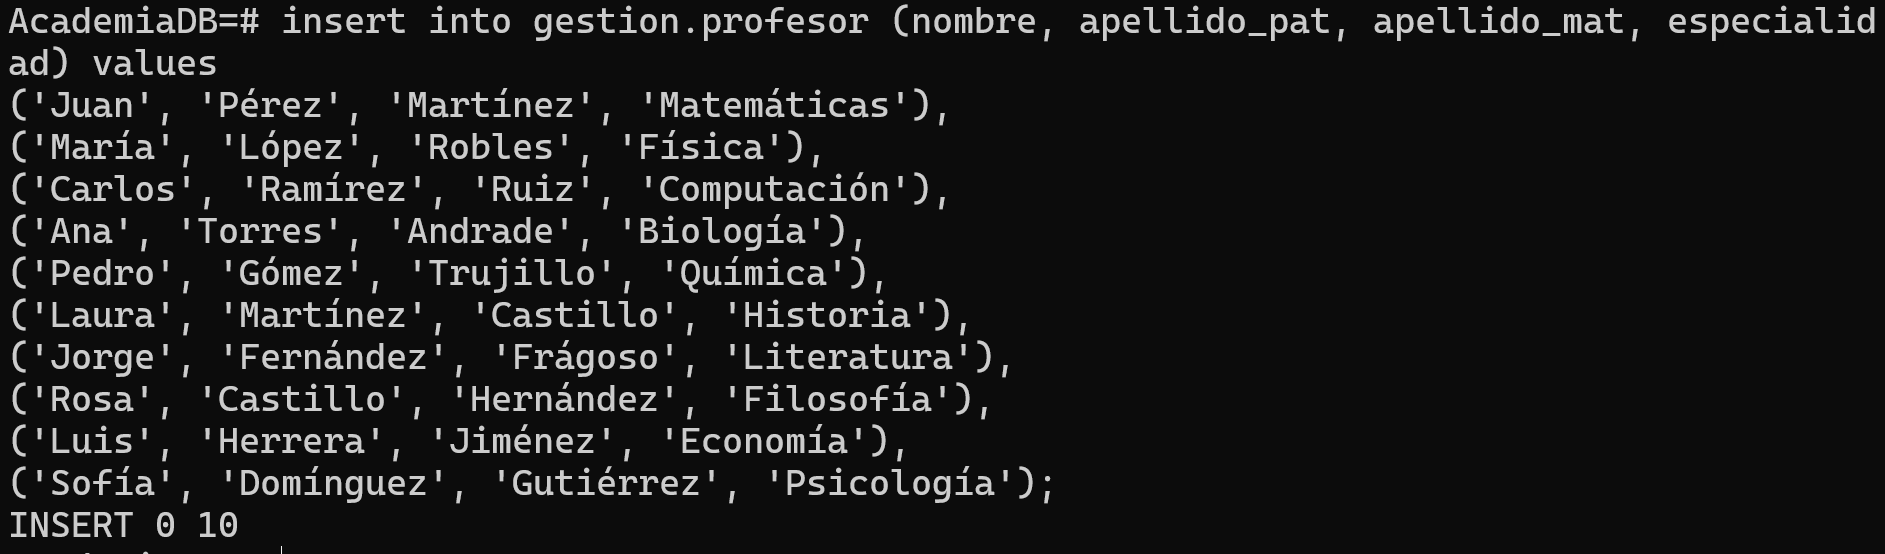 AcademiaDB=# insert into gestion.profesor (nombre, apellido_pat, apellido_mat, especialid
ad) values
('Juan', 'Pérez', 'Martínez', 'Matemáticas'),
('María', 'López', 'Robles', 'Física'),
('Carlos', 'Ramírez', 'Ruiz', 'Computación'),
('Ana', 'Torres', 'Andrade', 'Biología'),
('Pedro', 'Gómez', 'Trujillo', 'Química'),
('Laura', 'Martínez', 'Castillo', 'Historia'),
('Jorge', 'Fernández', 'Frágoso', 'Literatura'),
('Rosa', 'Castillo', 'Hernández', 'Filosofía'),
('Luis', 'Herrera', 'Jiménez', 'Economía'),
('Sofía', 'Domínguez', 'Gutiérrez', 'Psicología');
INSERT 0 10